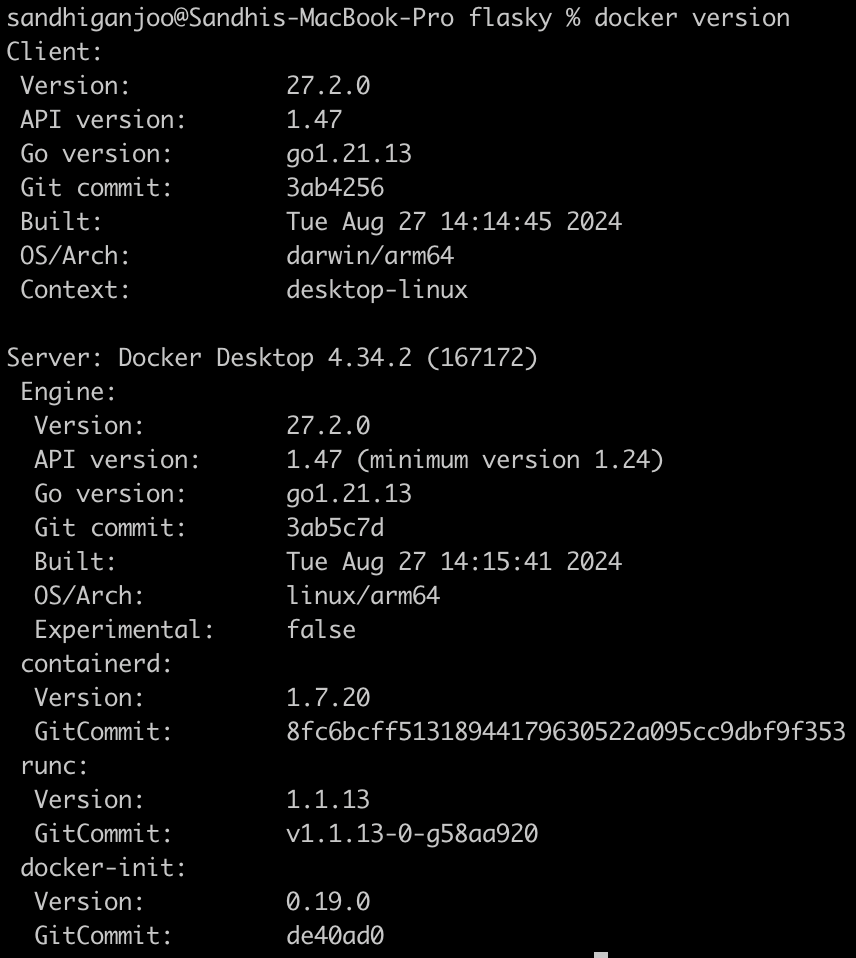 sandhiganjoo@Sandhis-MacBook-Pro flasky % docker version
Client:
 Version:           27.2.0
 API version:       1.47
 Go version:        go1.21.13
 Git commit:        3ab4256
 Built:             Tue Aug 27 14:14:45 2024
 OS/Arch:           darwin/arm64
 Context:           desktop-linux

Server: Docker Desktop 4.34.2 (167172)
 Engine:
  Version:          27.2.0
  API version:      1.47 (minimum version 1.24)
  Go version:       go1.21.13
  Git commit:       3ab5c7d
  Built:            Tue Aug 27 14:15:41 2024
  OS/Arch:          linux/arm64
  Experimental:     false
 containerd:
  Version:          1.7.20
  GitCommit:        8fc6bcff51318944179630522a095cc9dbf9f353
 runc:
  Version:          1.1.13
  GitCommit:        v1.1.13-0-g58aa920
 docker-init:
  Version:          0.19.0
  GitCommit:        de40ad0